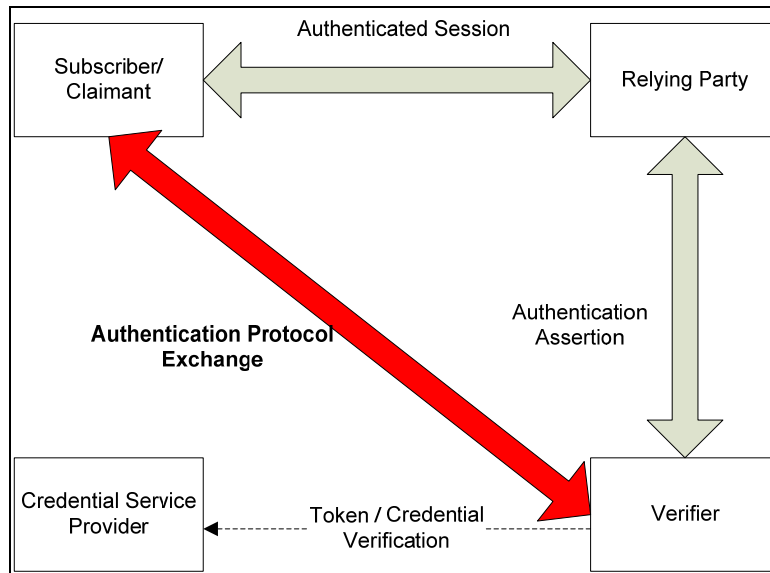 Authenticated Session
Subscriber/
Claimant
Relying Party
Authentication Protocol
Exchange
Authentication
Assertion
Credential Service
Provider
Token / Credential
Verification
Verifier